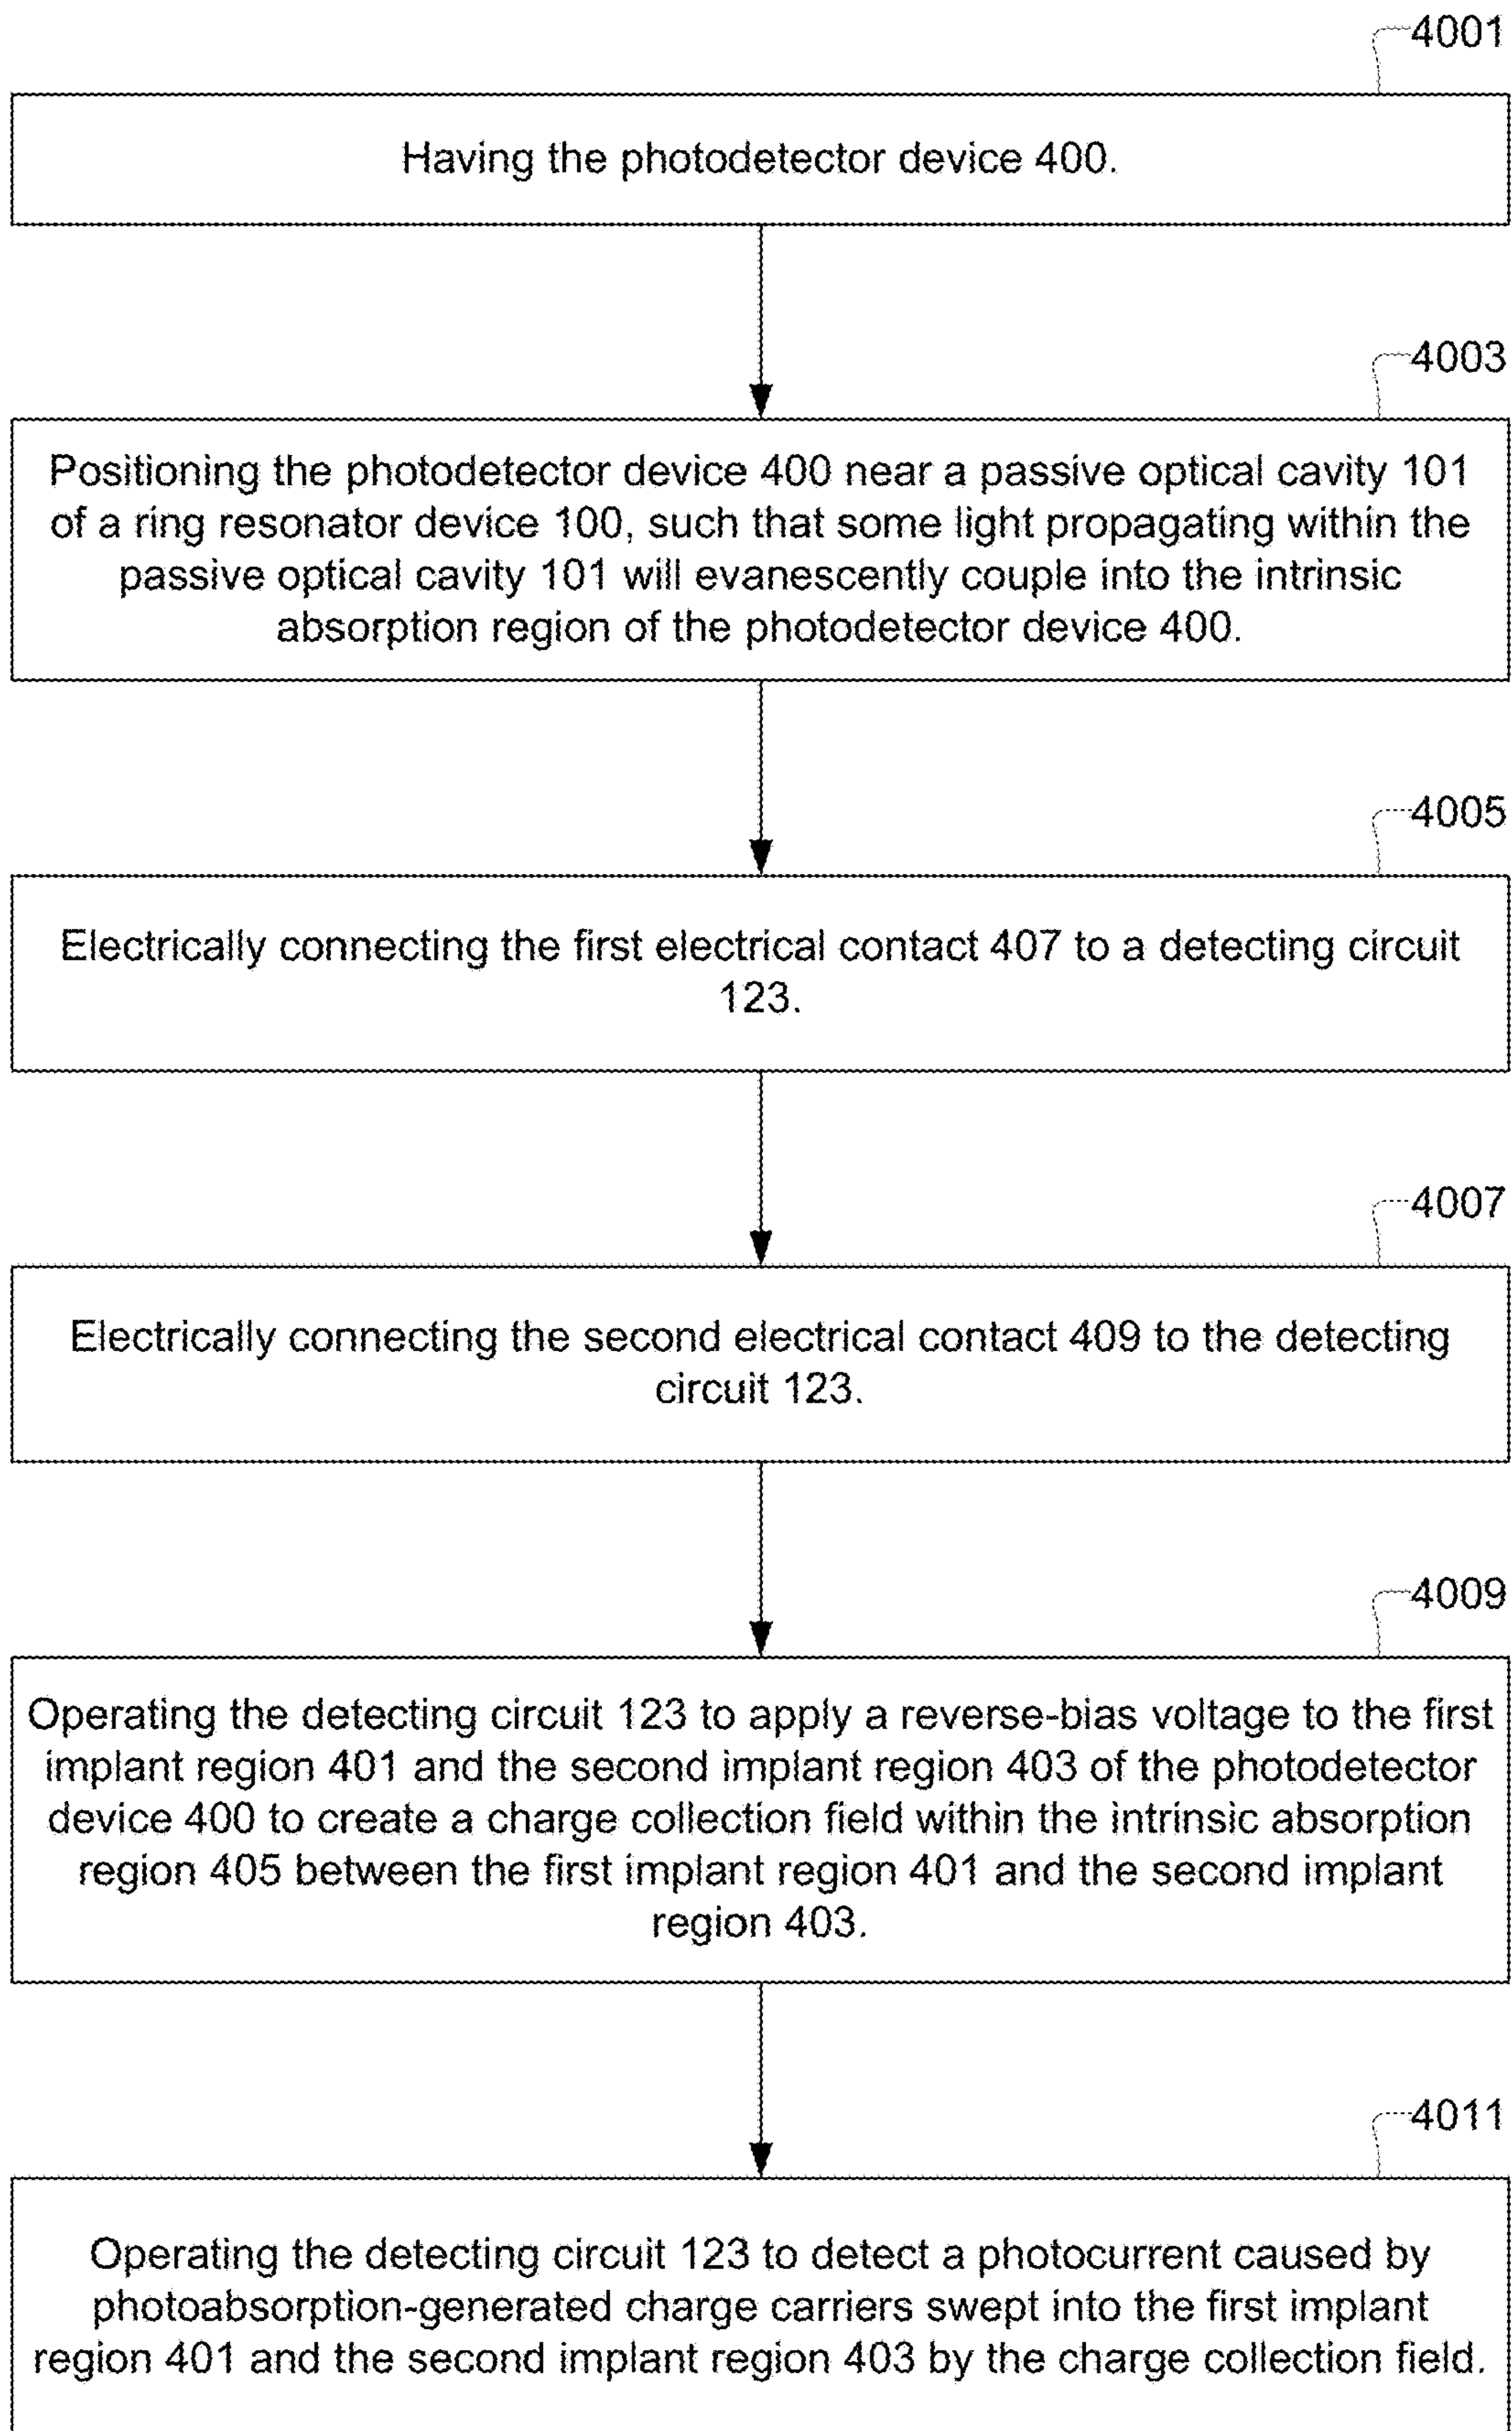 4001
Having the photodetector device 400.
4003
Positioning the photodetector device 400 near a passive optical cavity 101
of a ring resonator device 100, such that some light propagating within the
passive optical cavity 101 will evanescently couple into the intrinsic
absorption region of the photodetector device 400.
4005
Electrically connecting the first electrical contact 407 to a detecting circuit
123.
4007
Electrically connecting the second electrical contact 409 to the detecting
circuit 123.
4009
Operating the detecting circuit 123 to apply a reverse-bias voltage to the first
implant region 401 and the second implant region 403 of the photodetector
device 400 to create a charge collection field within the intrinsic absorption
region 405 between the first implant region 401 and the second implant
region 403.
4011
Operating the detecting circuit 123 to detect a photocurrent caused by
photoabsorption-generated charge carriers swept into the first implant
region 401 and the second implant region 403 by the charge collection field.